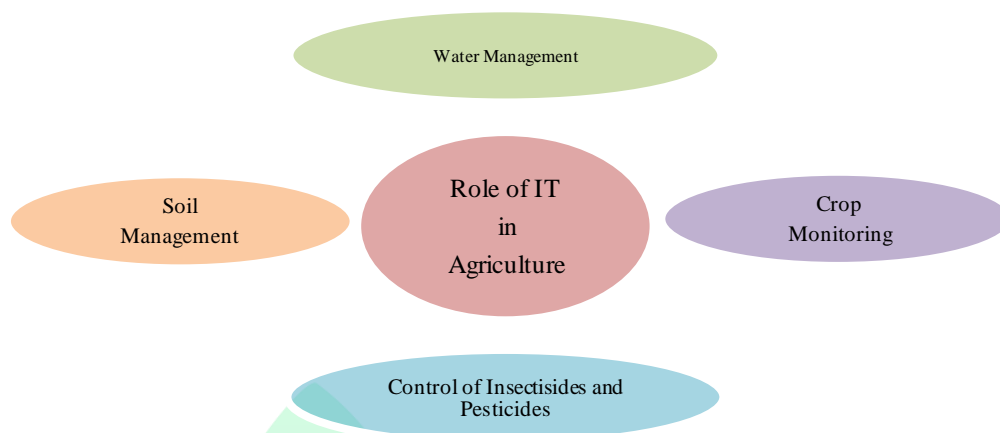 Water Management
Role of IT
in
Agriculture
Soil
Management
Crop
Monitoring
Control of Insectisides and
Pesticides